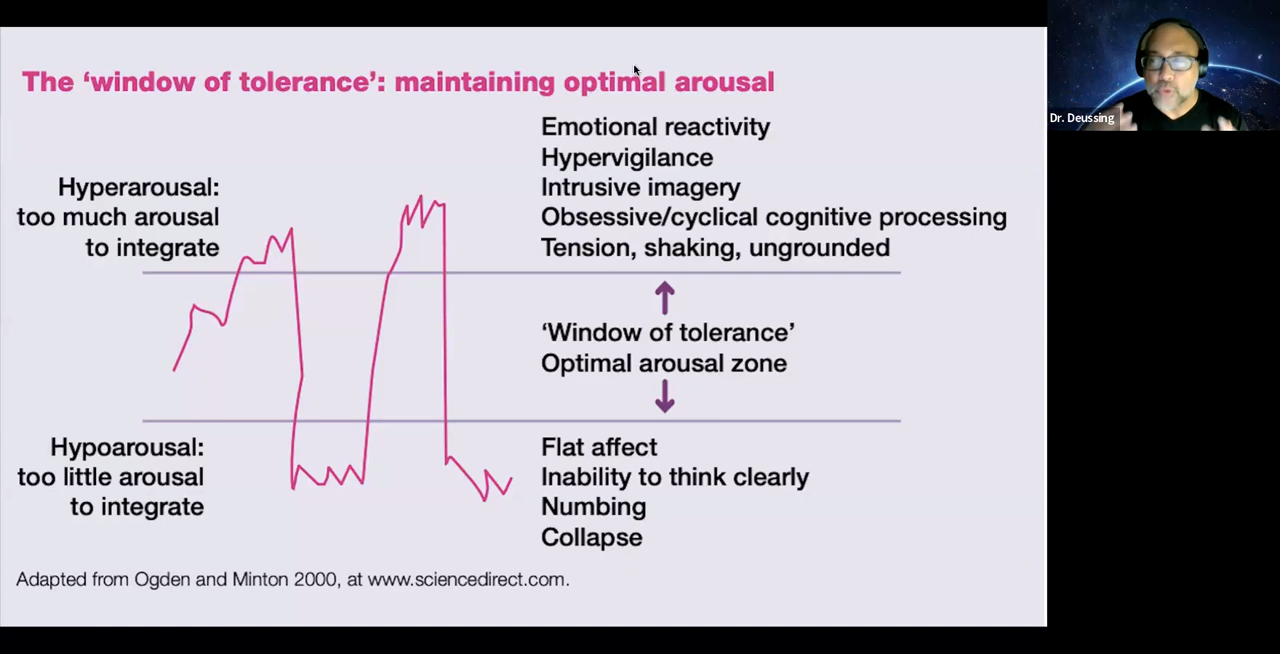 The ‘window of tolerance’: maintaining optimal arousal
Hyperarousal:
too much arousal
to integrate
Emotional reactivity
Hypervigilance
Intrusive imagery
Obsessive/cyclical cognitive processing
Tension, shaking, ungrounded
‘Window of tolerance’
Optimal arousal zone
Hypoarousal:
too little arousal
to integrate
Flat affect
Inability to think clearly
Numbing
Collapse
Adapted from Ogden and Minton 2000, at www.sciencedirect.com.
Dr. Deussing